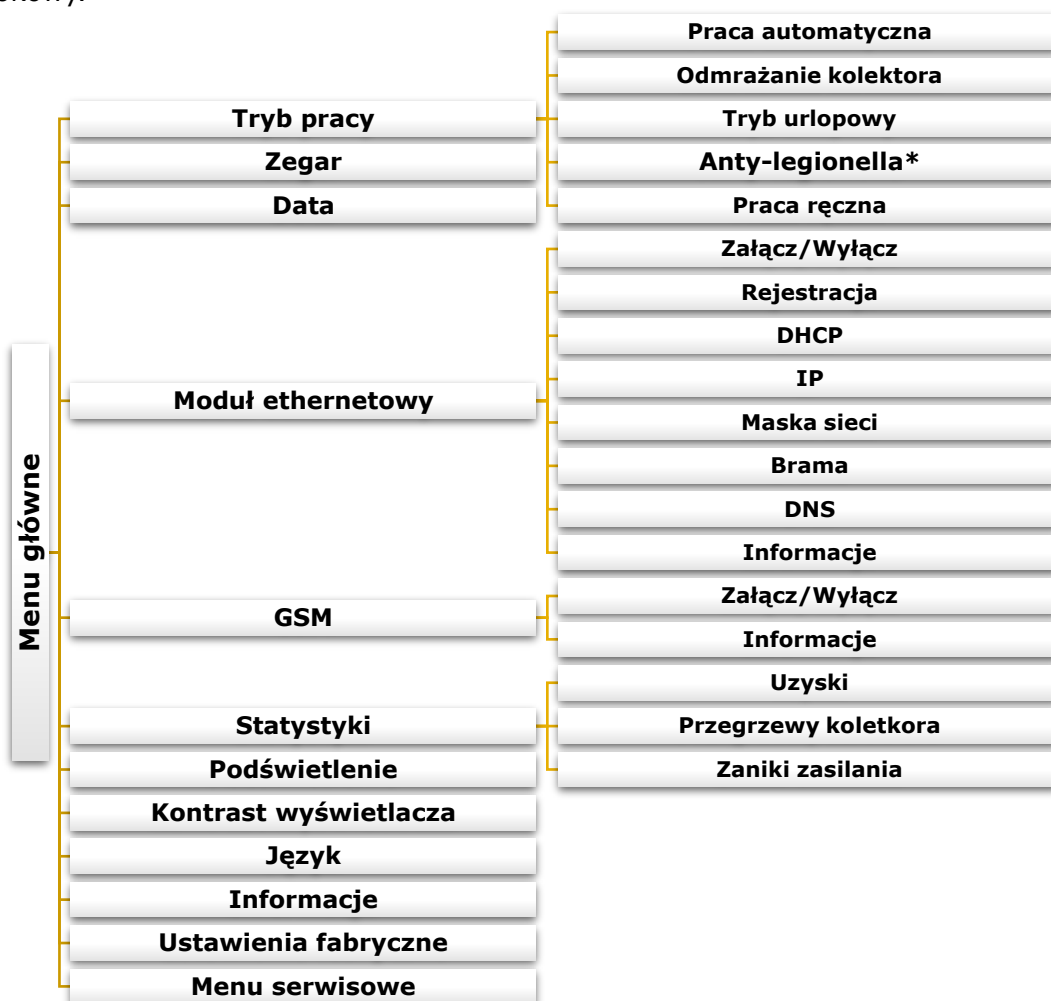 Menu główne
Tryb pracy
Praca automatyczna
Odmrażanie kolektora
Tryb urlopowy
Anty-legionella*
Praca ręczna
Zegar
Data
Moduł ethernetowy
Załącz/Wyłącz
Rejestracja
DHCP
IP
Maska sieci
Brama
DNS
Informacje
GSM
Załącz/Wyłącz
Informacje
Statystyki
Uzyski
Przegrzewy koletkora
Zaniki zasilania
Podświetlenie
Kontrast wyświetlacza
Język
Informacje
Ustawienia fabryczne
Menu serwisowe